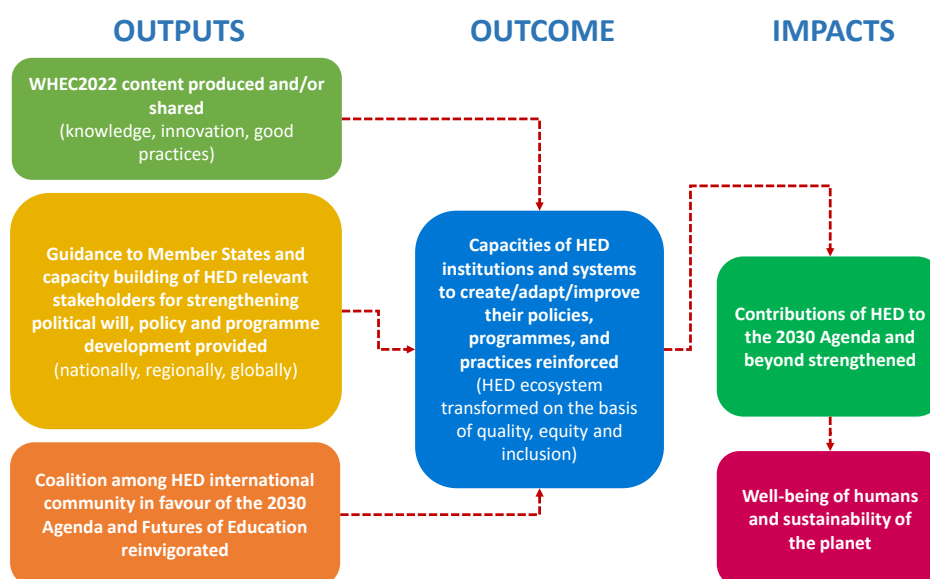 OUTPUTS
OUTCOME
IMPACTS
WHEC2022 content produced and/or
shared
(knowledge, innovation, good
practices)
Guidance to Member States and
capacity building of HED relevant
stakeholders for strengthening
political will, policy and programme
development provided
(nationally, regionally, globally)
Coalition among HED international
community in favour of the 2030
Agenda and Futures of Education
reinvigorated
Capacities of HED
institutions and systems
to create/adapt/improve
their policies,
programmes, and
practices reinforced
(HED ecosystem
transformed on the basis
of quality, equity and
inclusion)
Contributions of HED to
the 2030 Agenda and
beyond strengthened
Well-being of humans
and sustainability of
the planet